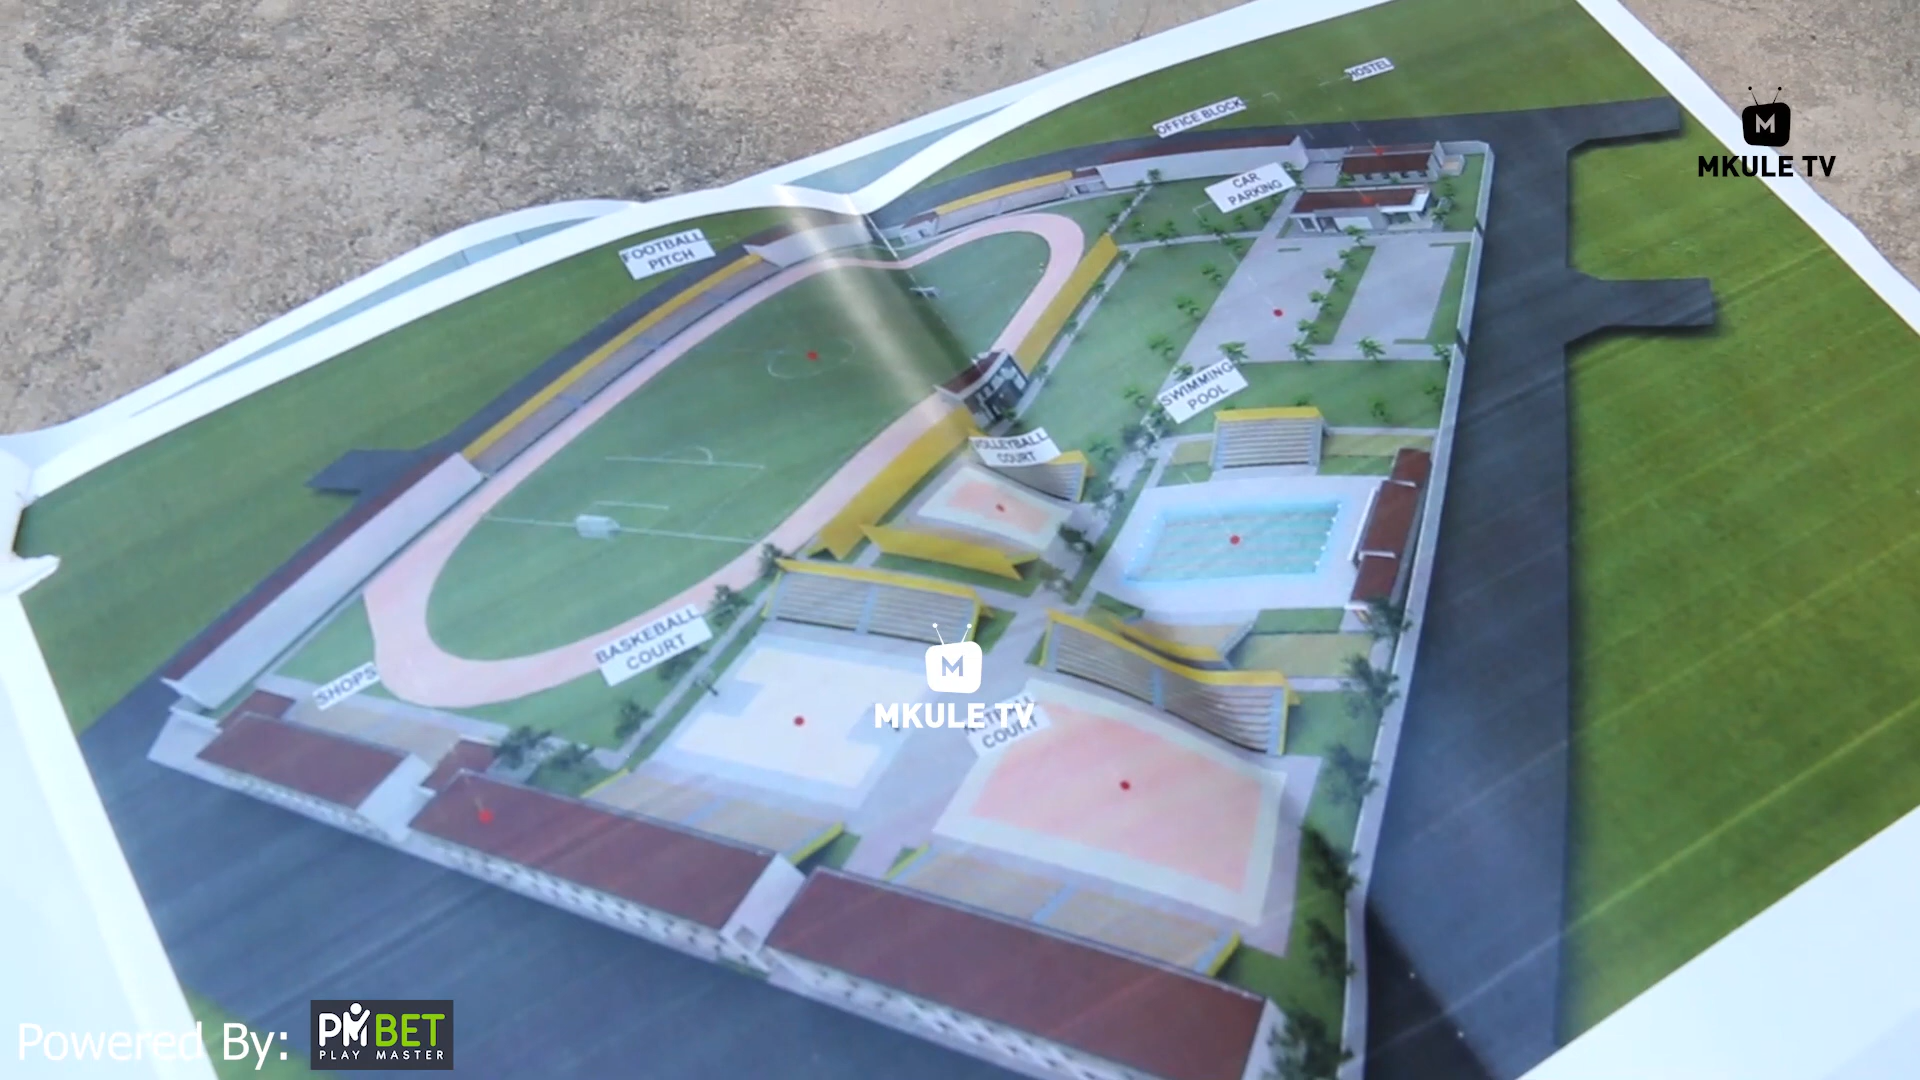 HOSTEL
OFFICE BLOCK
M
MKULE TV
CAR
PARKING
FOOTBALL
PITCH
SWIMMING
POOL
VOLLEYBALL
COURT
BASKEBALL
COURT
SHOPS
M
MKULE TV
COURT
Powered By:
PMBET
PLAY MASTER